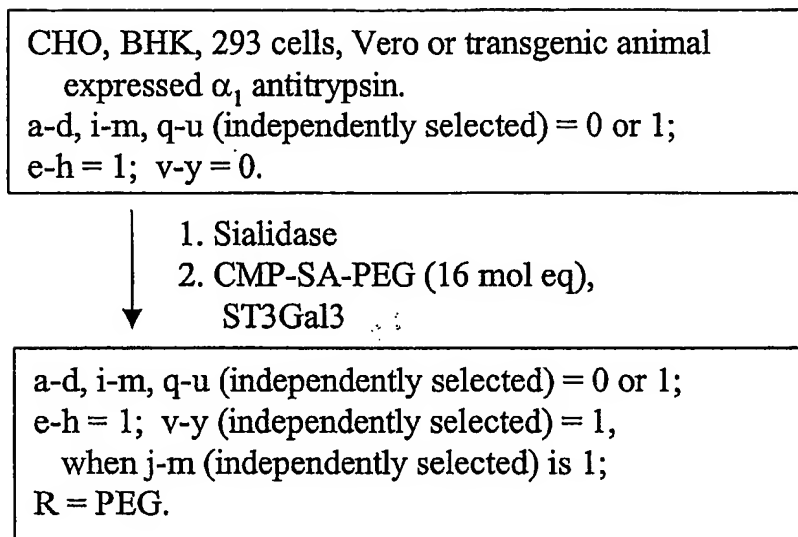 CHO, BHK, 293 cells, Vero or transgenic animal
expressed α₁ antitrypsin.
a-d, i-m, q-u (independently selected) = 0 or 1;
e-h = 1; v-y = 0.
1. Sialidase
2. CMP-SA-PEG (16 mol eq),
ST3Gal3
a-d, i-m, q-u (independently selected) = 0 or 1;
e-h = 1; v-y (independently selected) = 1,
when j-m (independently selected) is 1;
R = PEG.